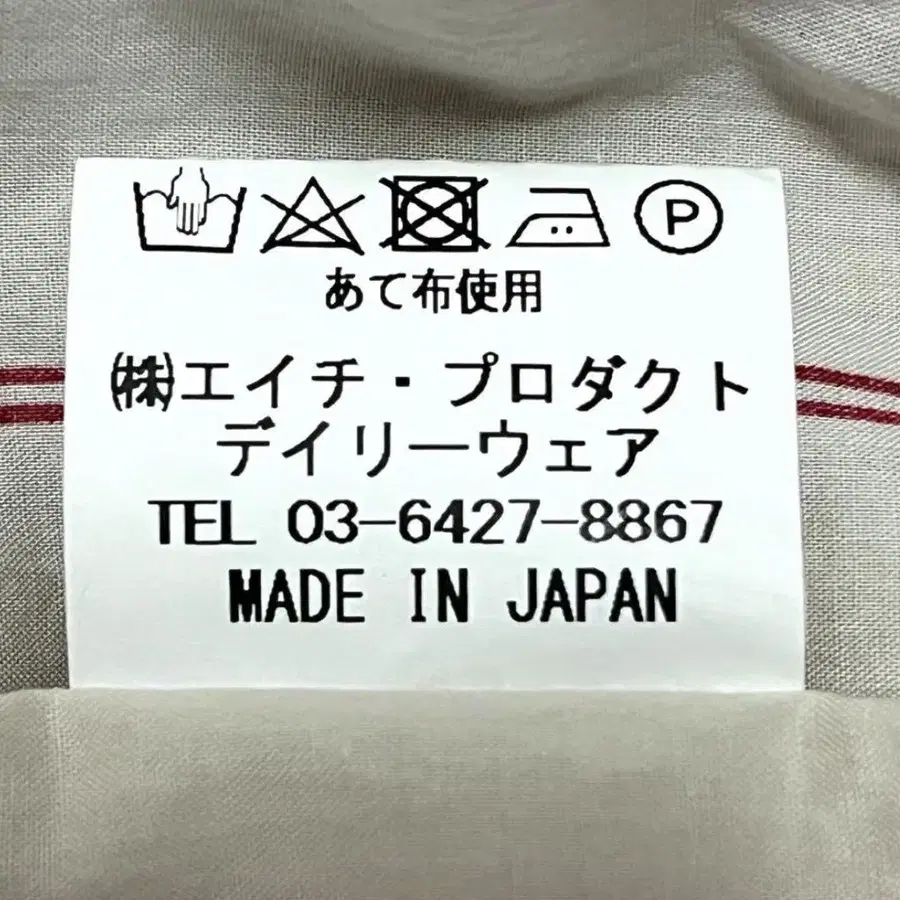 P
あて布使用
㈱エイチ・プロダクト
デイリーウェア
TEL 03-6427-8867
MADE IN JAPAN